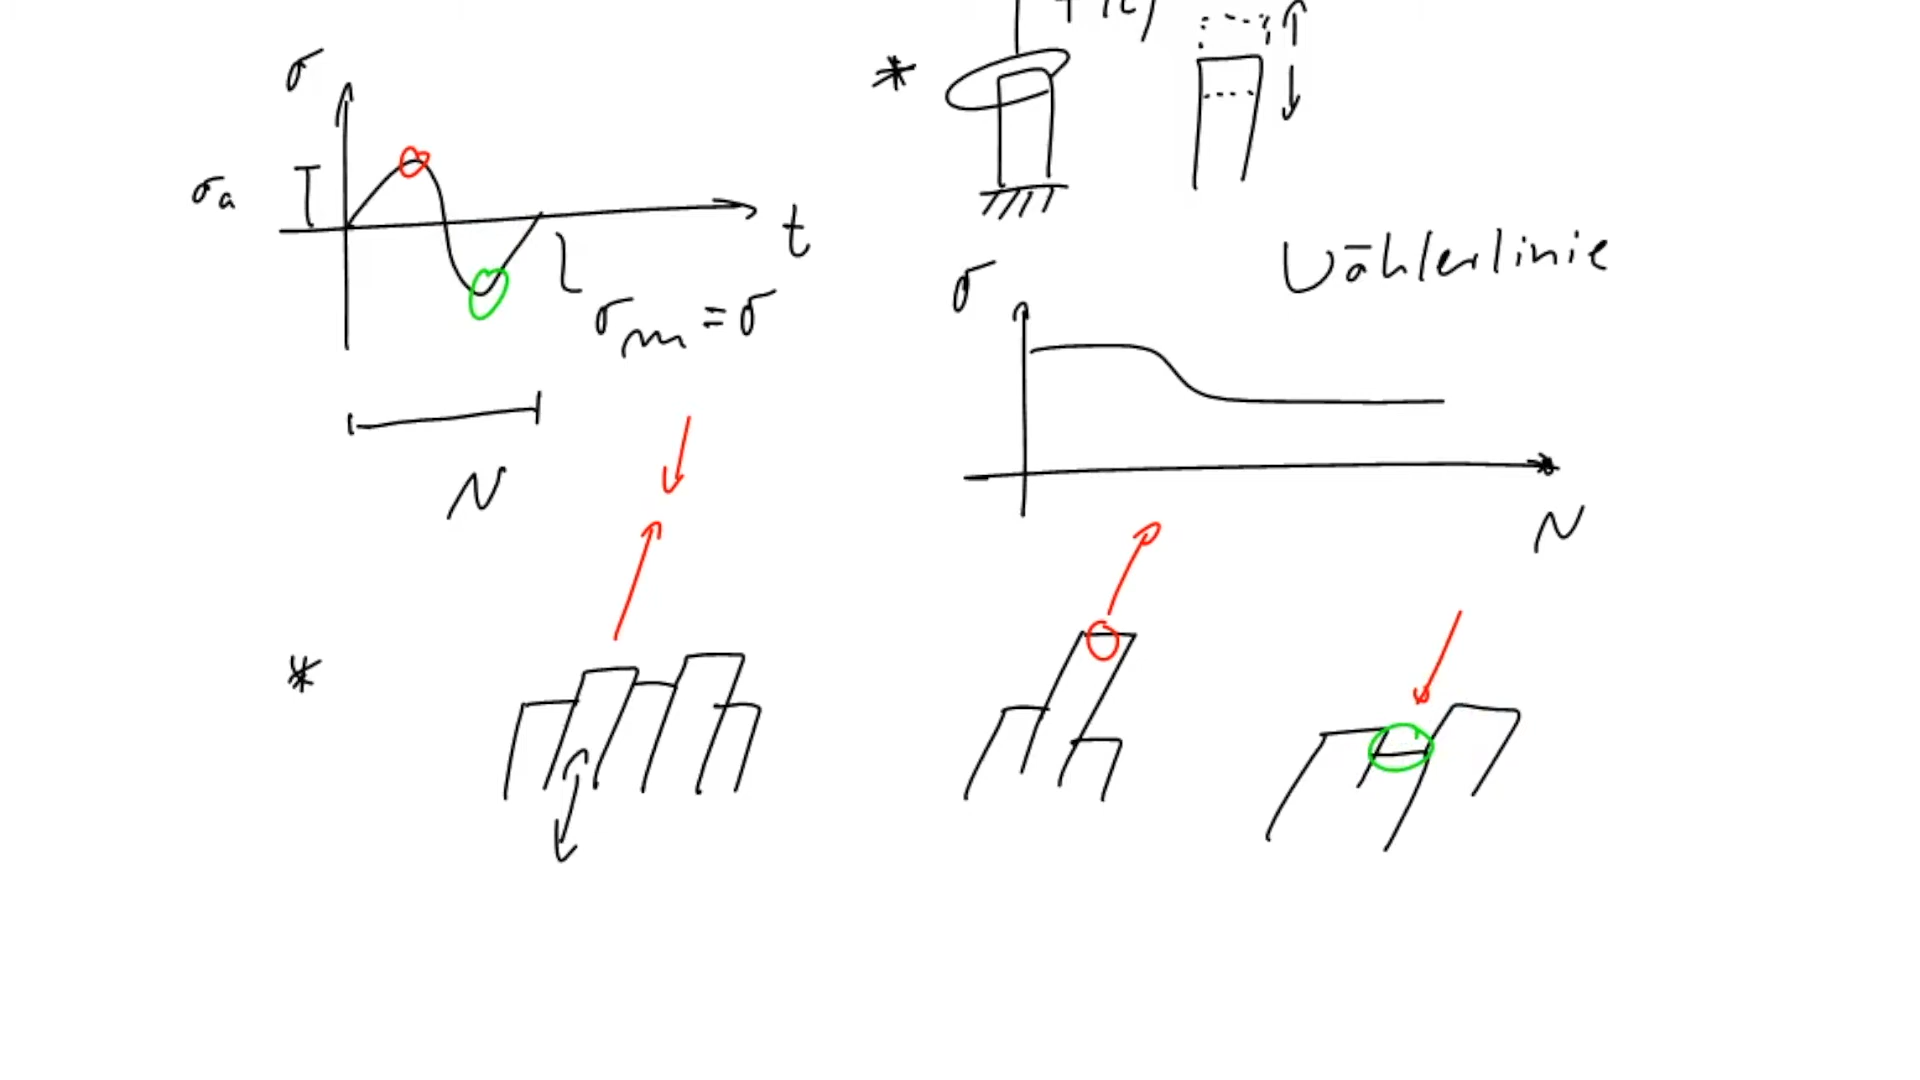 F(t)
*
σ
σa
t
σm = σ
N
Wöhlerlinie
σ
N
*